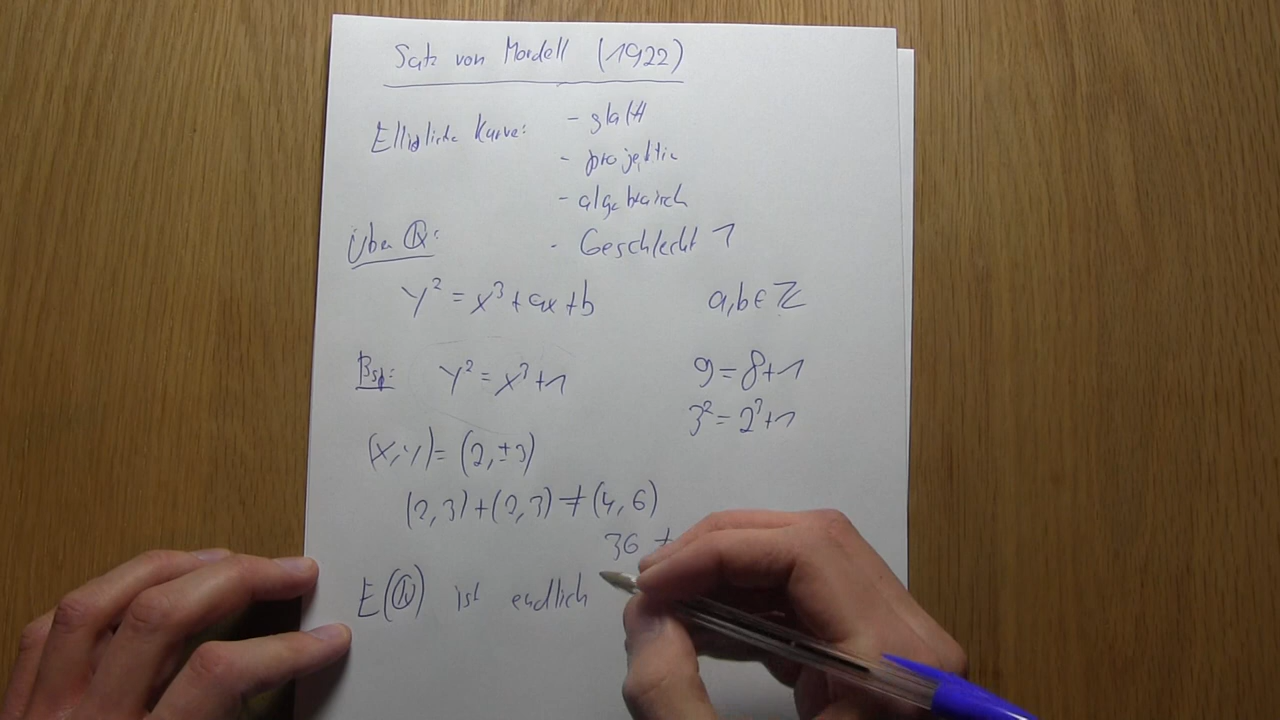 Satz von Mordell (1922)
Elliptische Kurve: - glatt
- projektiv
- algebraisch
- Geschlecht 1
Über ℚ:
y² = x³ + ax + b a,b ∈ ℤ
Bsp: y² = x³ + 1 9 = 8 + 1
3² = 2³ + 1
(x,y) = (2, ±3)
(2,3) + (2,3) ≠ (4,6)
36 ≠
E(ℚ) ist endlich